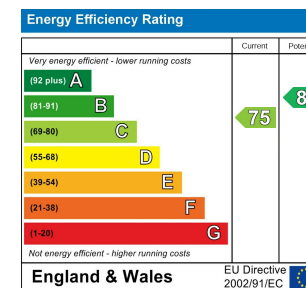 Energy Efficiency Rating
Current
Very energy efficient - lower running costs
(92 plus) A
(81-91) B
(69-80) C
75
(55-68) D
(39-54) E
(21-38) F
(1-20) G
Not energy efficient - higher running costs
England & Wales
EU Directive
2002/91/EC